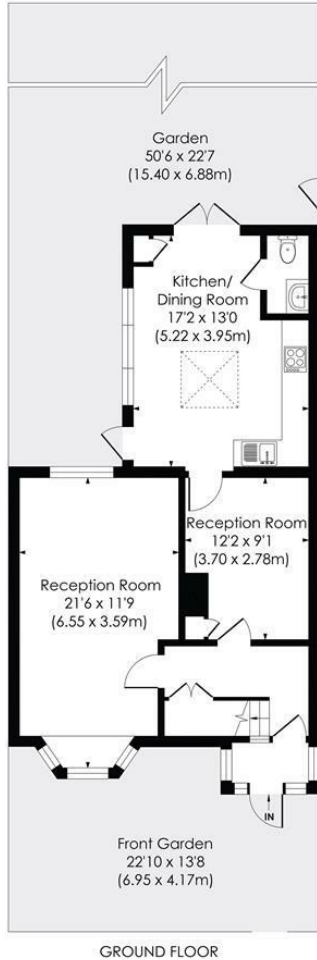 Garden
50'6 x 22'7
(15.40 x 6.88m)
Kitchen/
Dining Room
17'2 x 13'0
(5.22 x 3.95m)
Reception Room
12'2 x 9'1
(3.70 x 2.78m)
Reception Room
21'6 x 11'9
(6.55 x 3.59m)
IN
Front Garden
22'10 x 13'8
(6.95 x 4.17m)
GROUND FLOOR